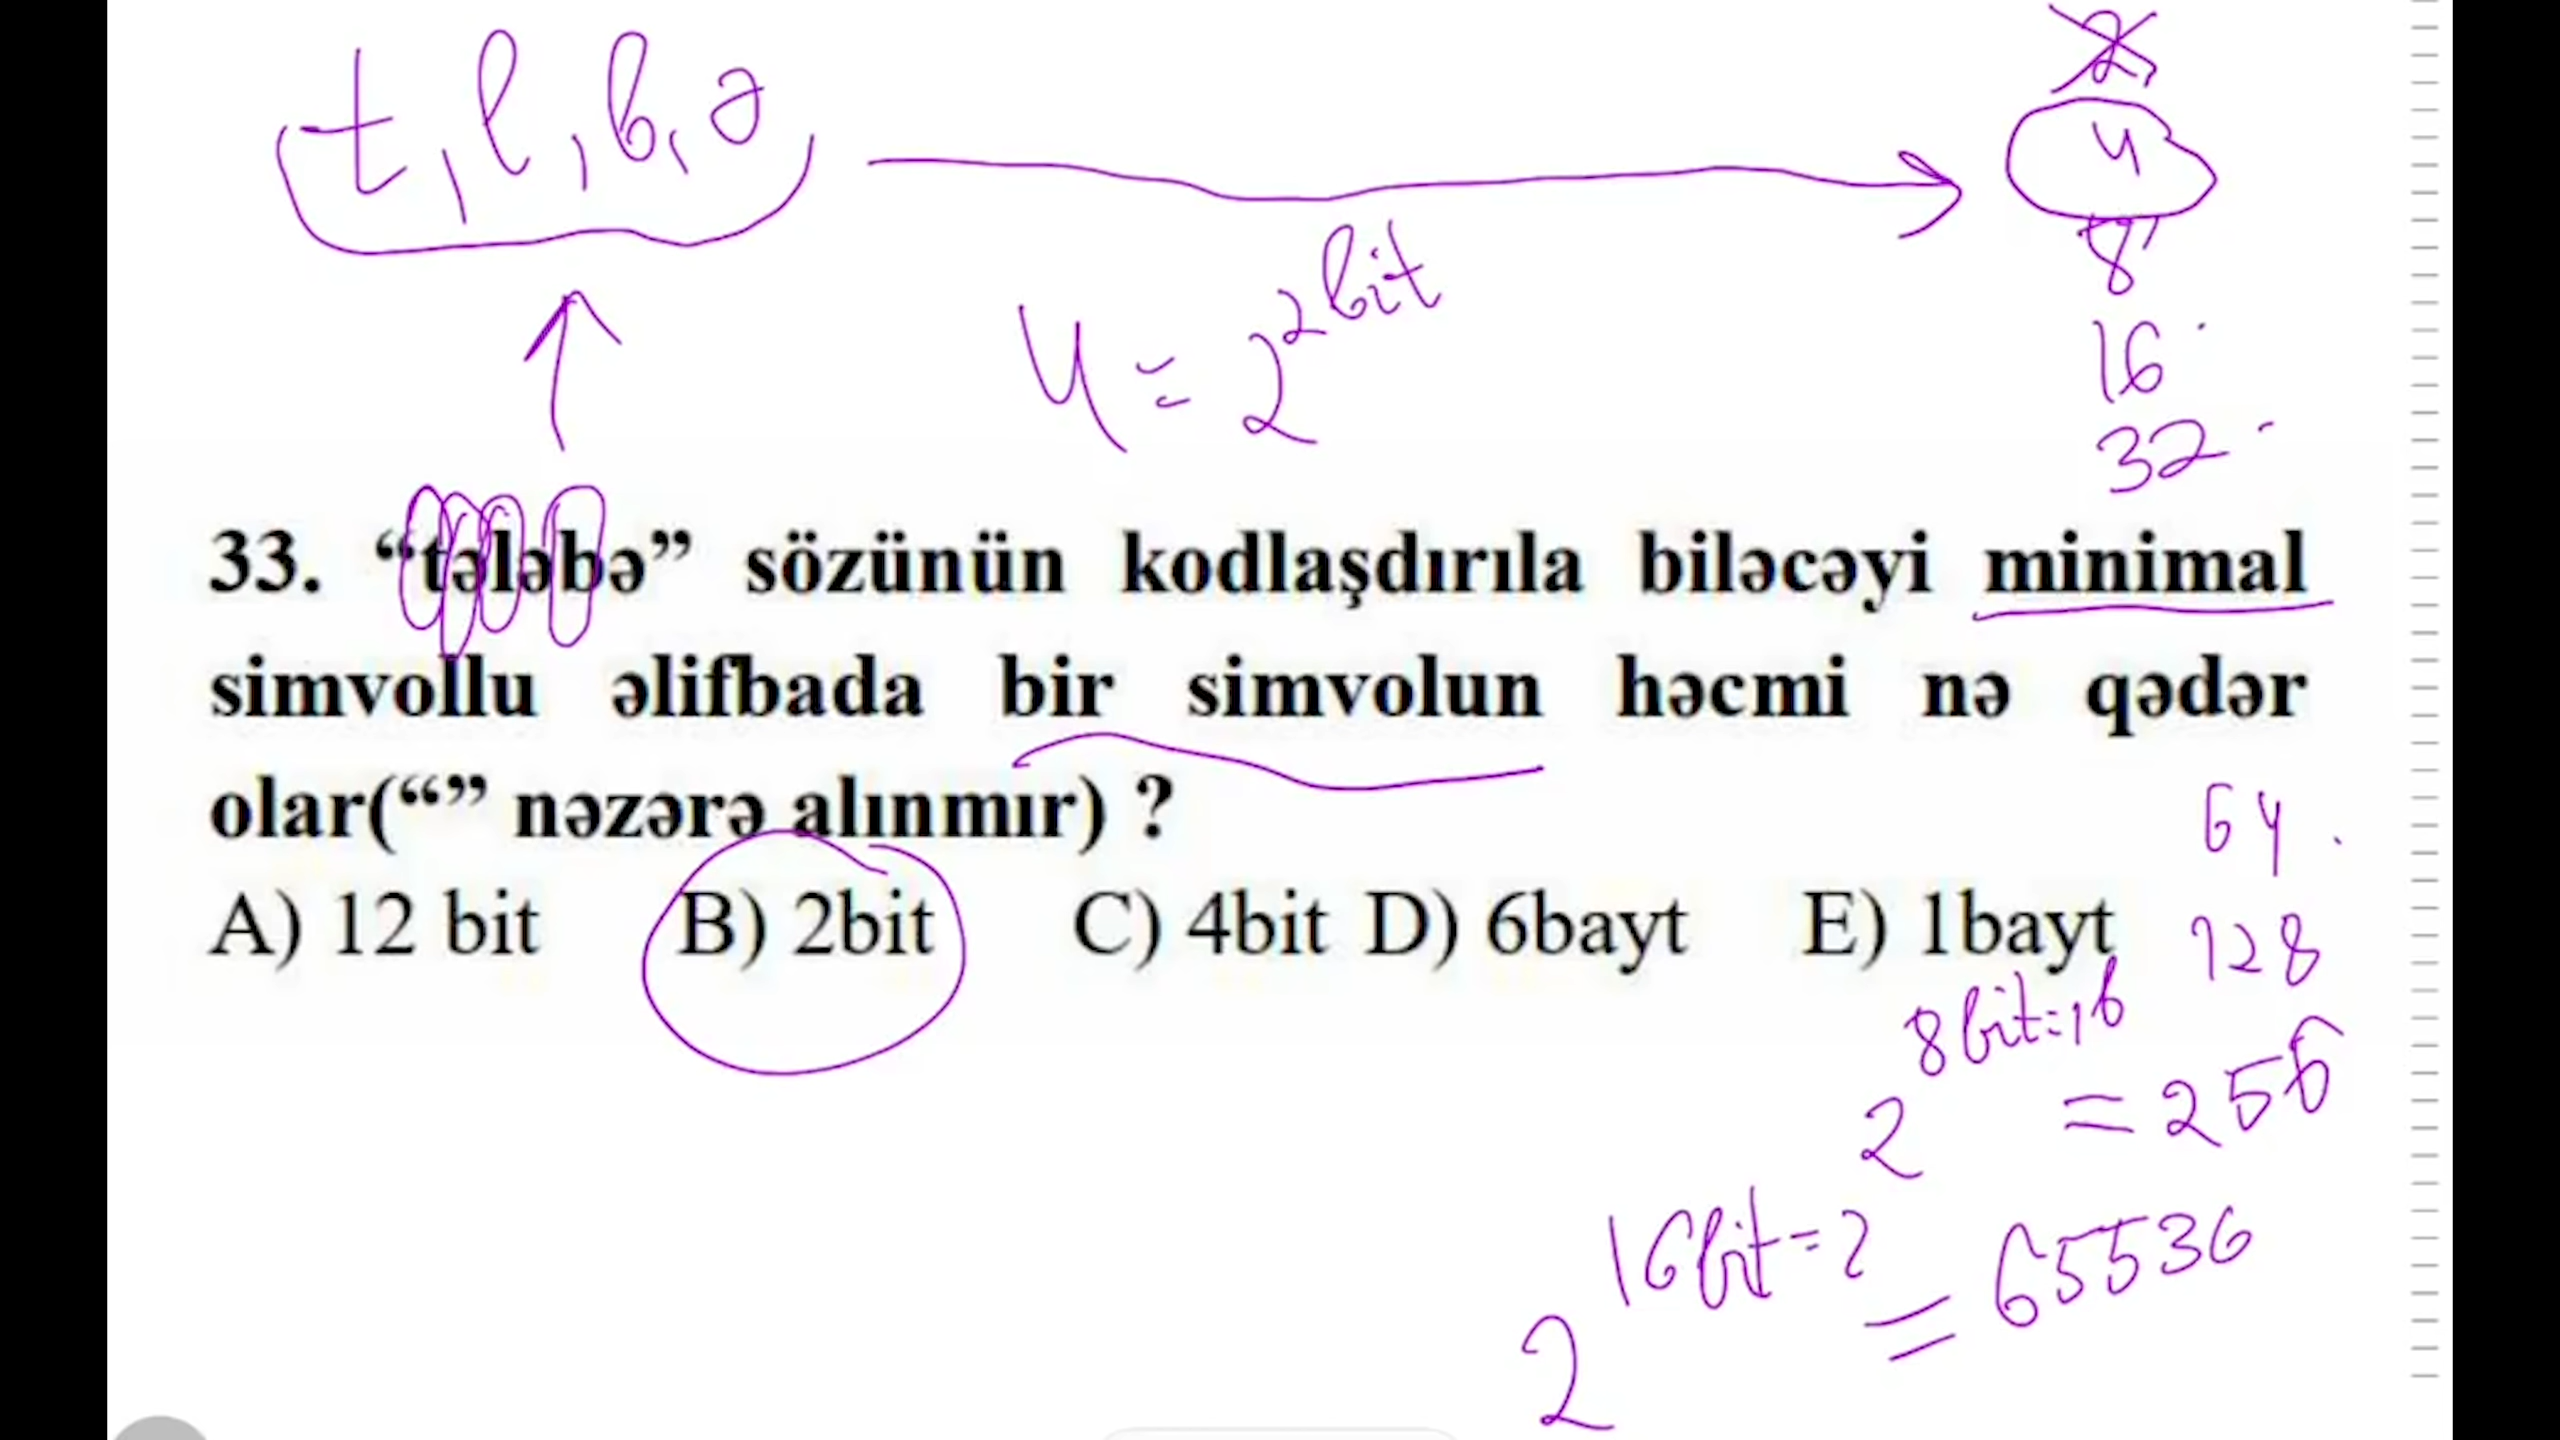 t, l, b, ə
2,
4
8,
16
32
4 = 2^2 bit
33. “tələbə” sözünün kodlaşdırıla biləcəyi minimal
simvollu əlifbada bir simvolun həcmi nə qədər
olar(“” nəzərə alınmır) ?
64
A) 12 bit B) 2bit C) 4bit D) 6bayt E) 1bayt
128
2^8bit=1b = 256
2^16bit=2 = 65536